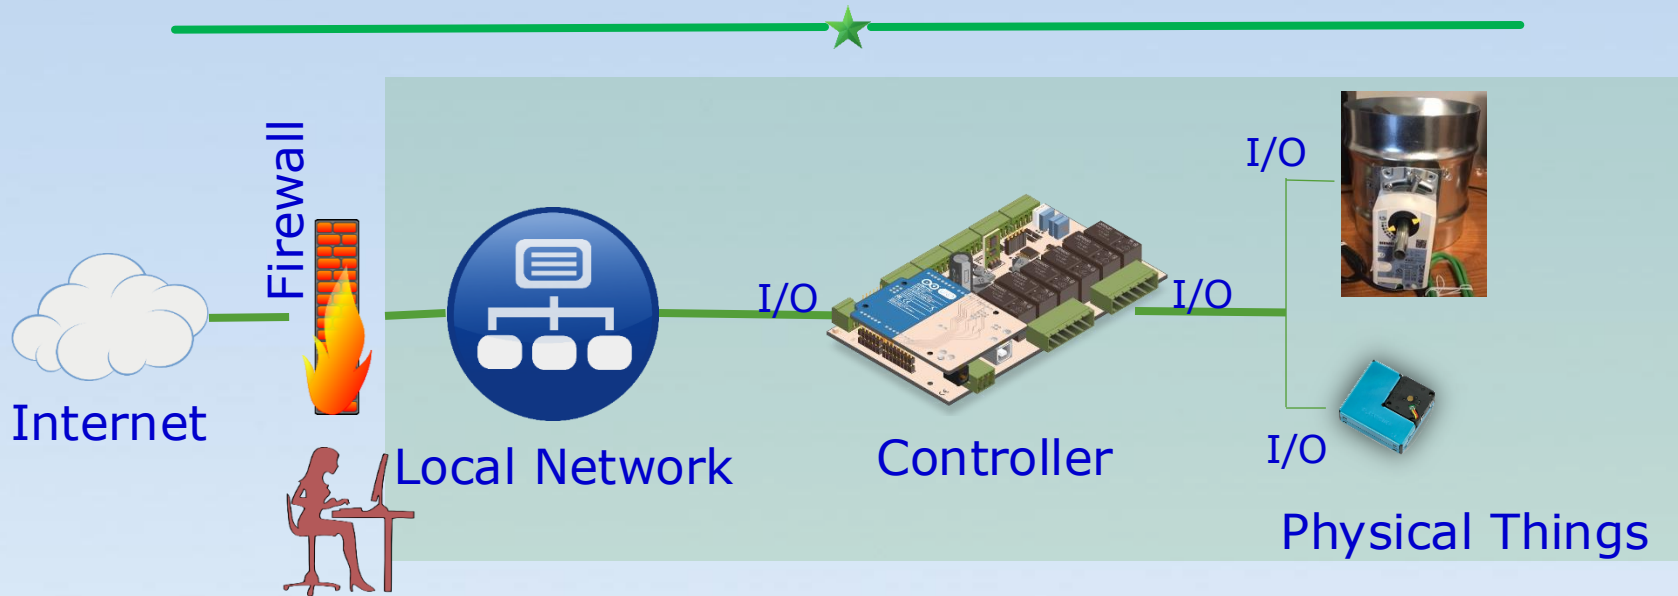 Firewall
I/O
I/O
I/O
Internet
Local Network
Controller
I/O
Physical Things